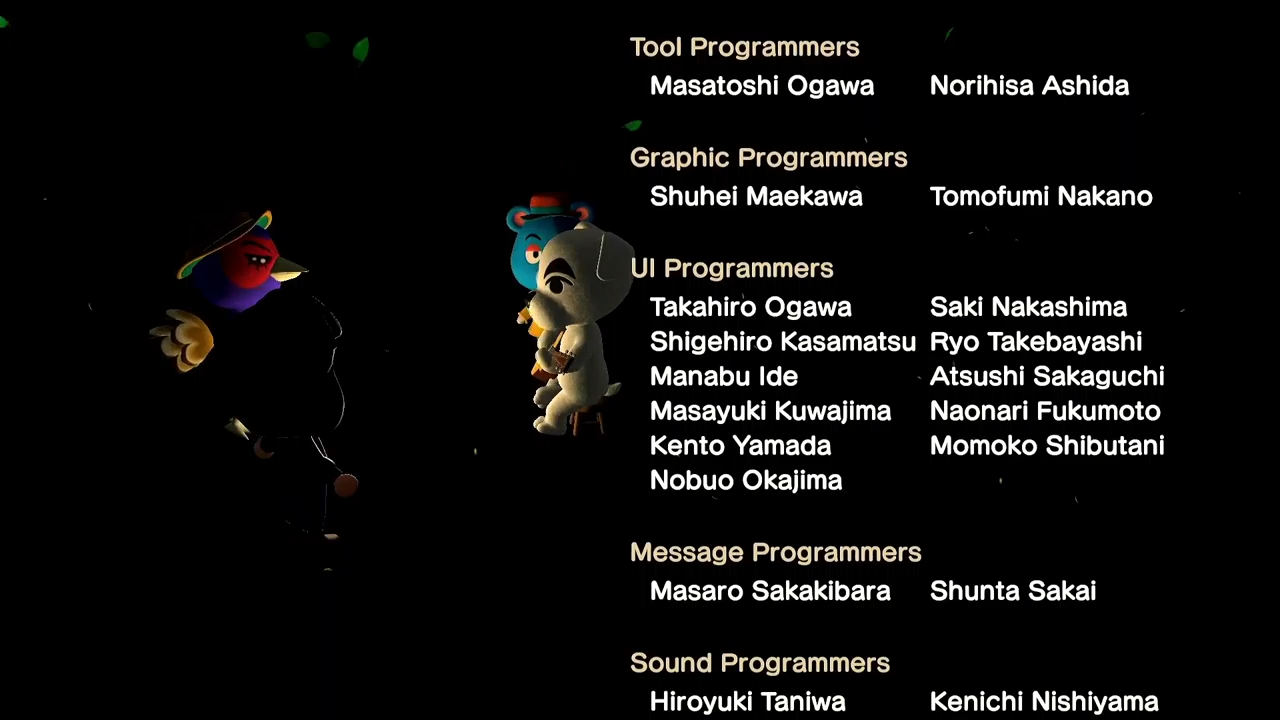 Tool Programmers
Masatoshi Ogawa Norihisa Ashida
Graphic Programmers
Shuhei Maekawa Tomofumi Nakano
UI Programmers
Takahiro Ogawa Saki Nakashima
Shigehiro Kasamatsu Ryo Takebayashi
Manabu Ide Atsushi Sakaguchi
Masayuki Kuwajima Naonari Fukumoto
Kento Yamada Momoko Shibutani
Nobuo Okajima
Message Programmers
Masaro Sakakibara Shunta Sakai
Sound Programmers
Hiroyuki Taniwa Kenichi Nishiyama